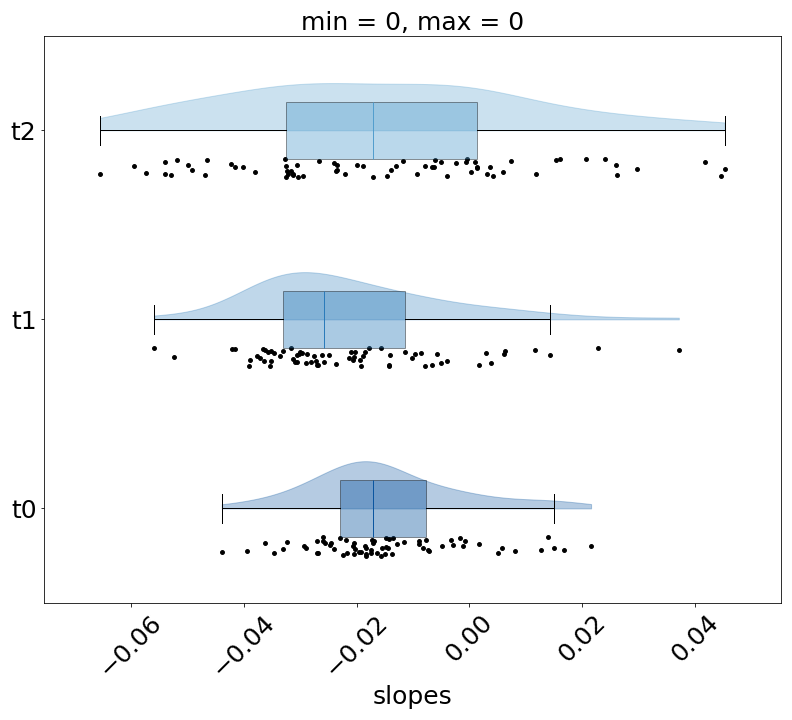 min = 0, max = 0
t2
t1
t0
−0.06
−0.04
−0.02
0.00
0.02
0.04
slopes